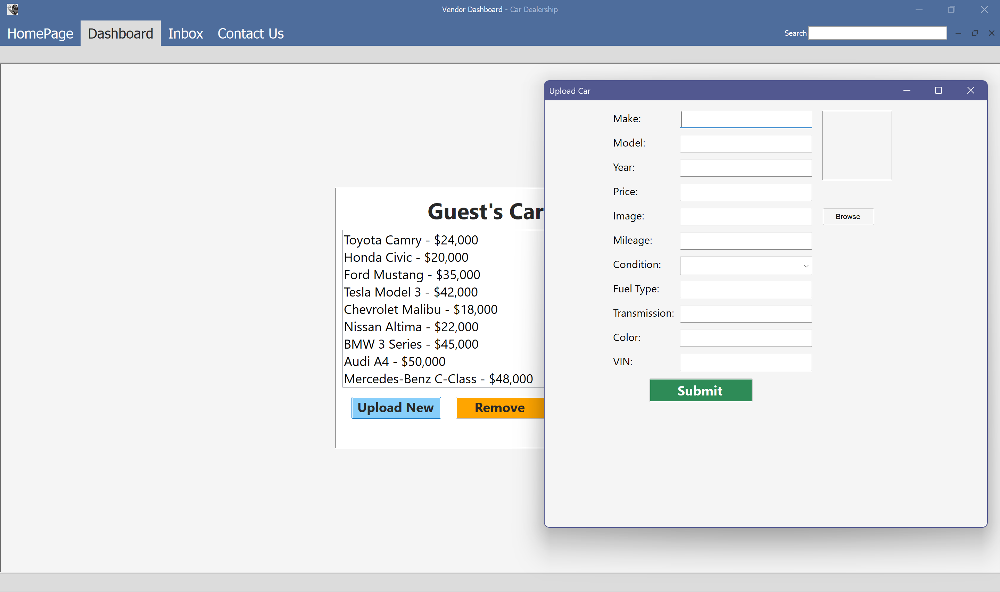 Vendor Dashboard - Car Dealership
HomePage Dashboard Inbox Contact Us Search
Guest's Car
Toyota Camry - $24,000
Honda Civic - $20,000
Ford Mustang - $35,000
Tesla Model 3 - $42,000
Chevrolet Malibu - $18,000
Nissan Altima - $22,000
BMW 3 Series - $45,000
Audi A4 - $50,000
Mercedes-Benz C-Class - $48,000
Upload New Remove
Upload Car
Make:
Model:
Year:
Price:
Image: Browse
Mileage:
Condition:
Fuel Type:
Transmission:
Color:
VIN:
Submit